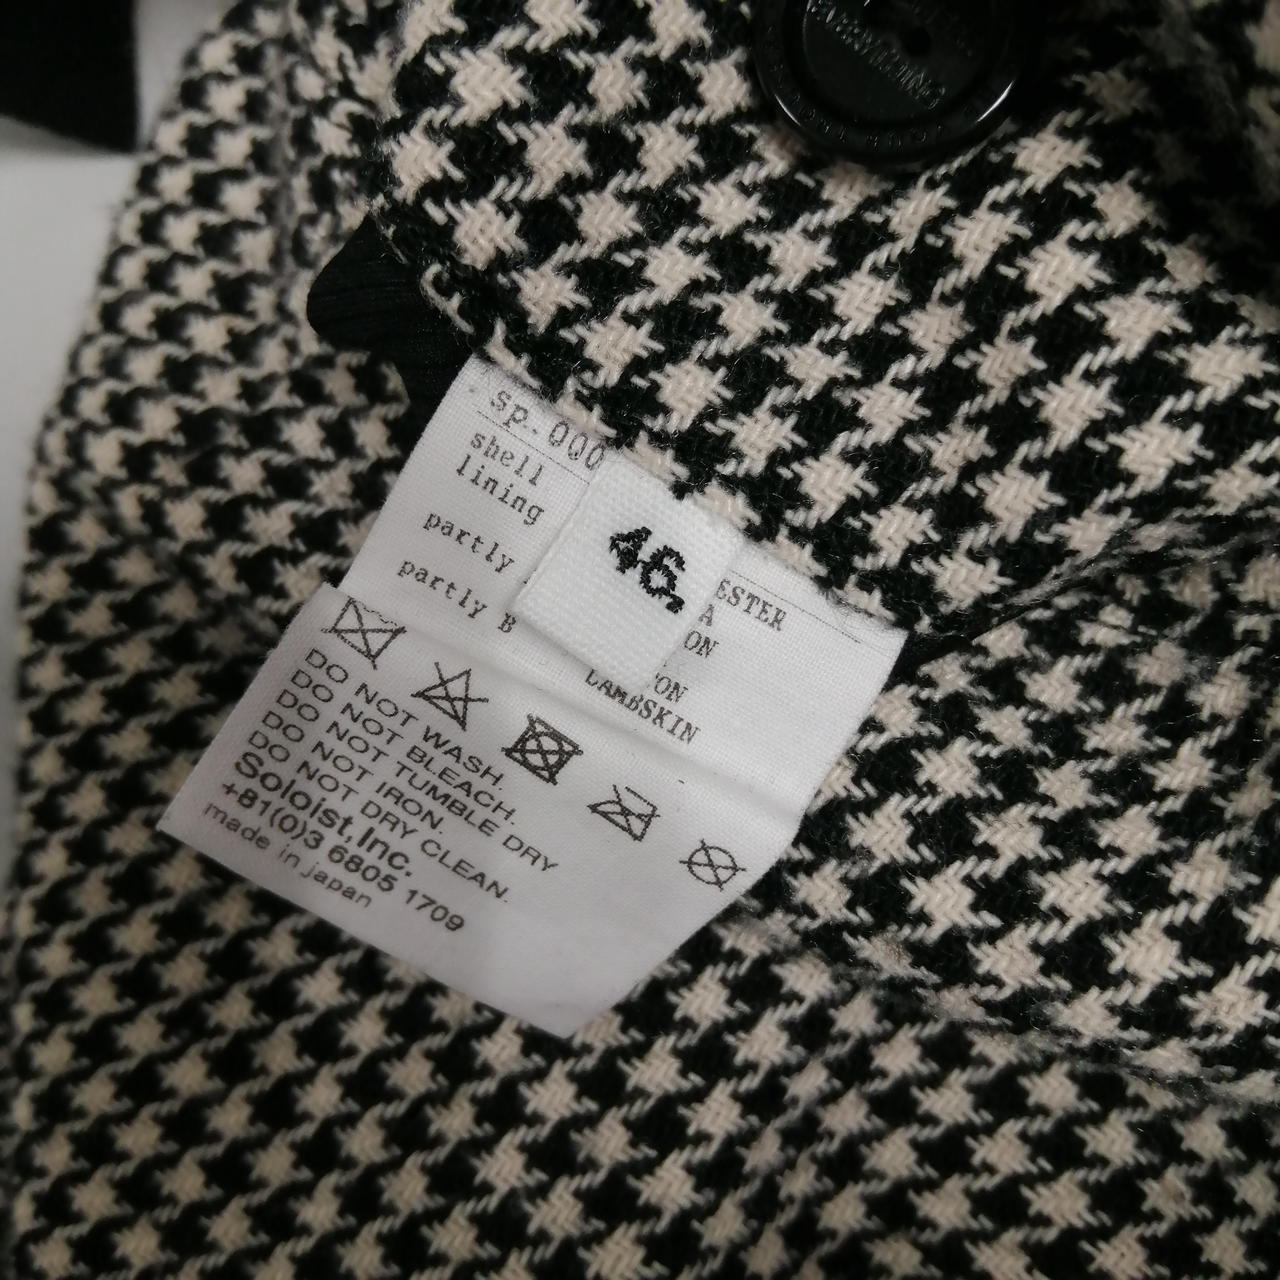 EVERYTHING
sp.000
shell
lining
partly
partly B
46.
ESTER
A
ON
ON
LAMBSKIN
DO NOT WASH.
DO NOT BLEACH.
DO NOT TUMBLE DRY
DO NOT IRON.
DO NOT DRY CLEAN.
Soloist.Inc.
+81(0)3 6805 1709
made in japan